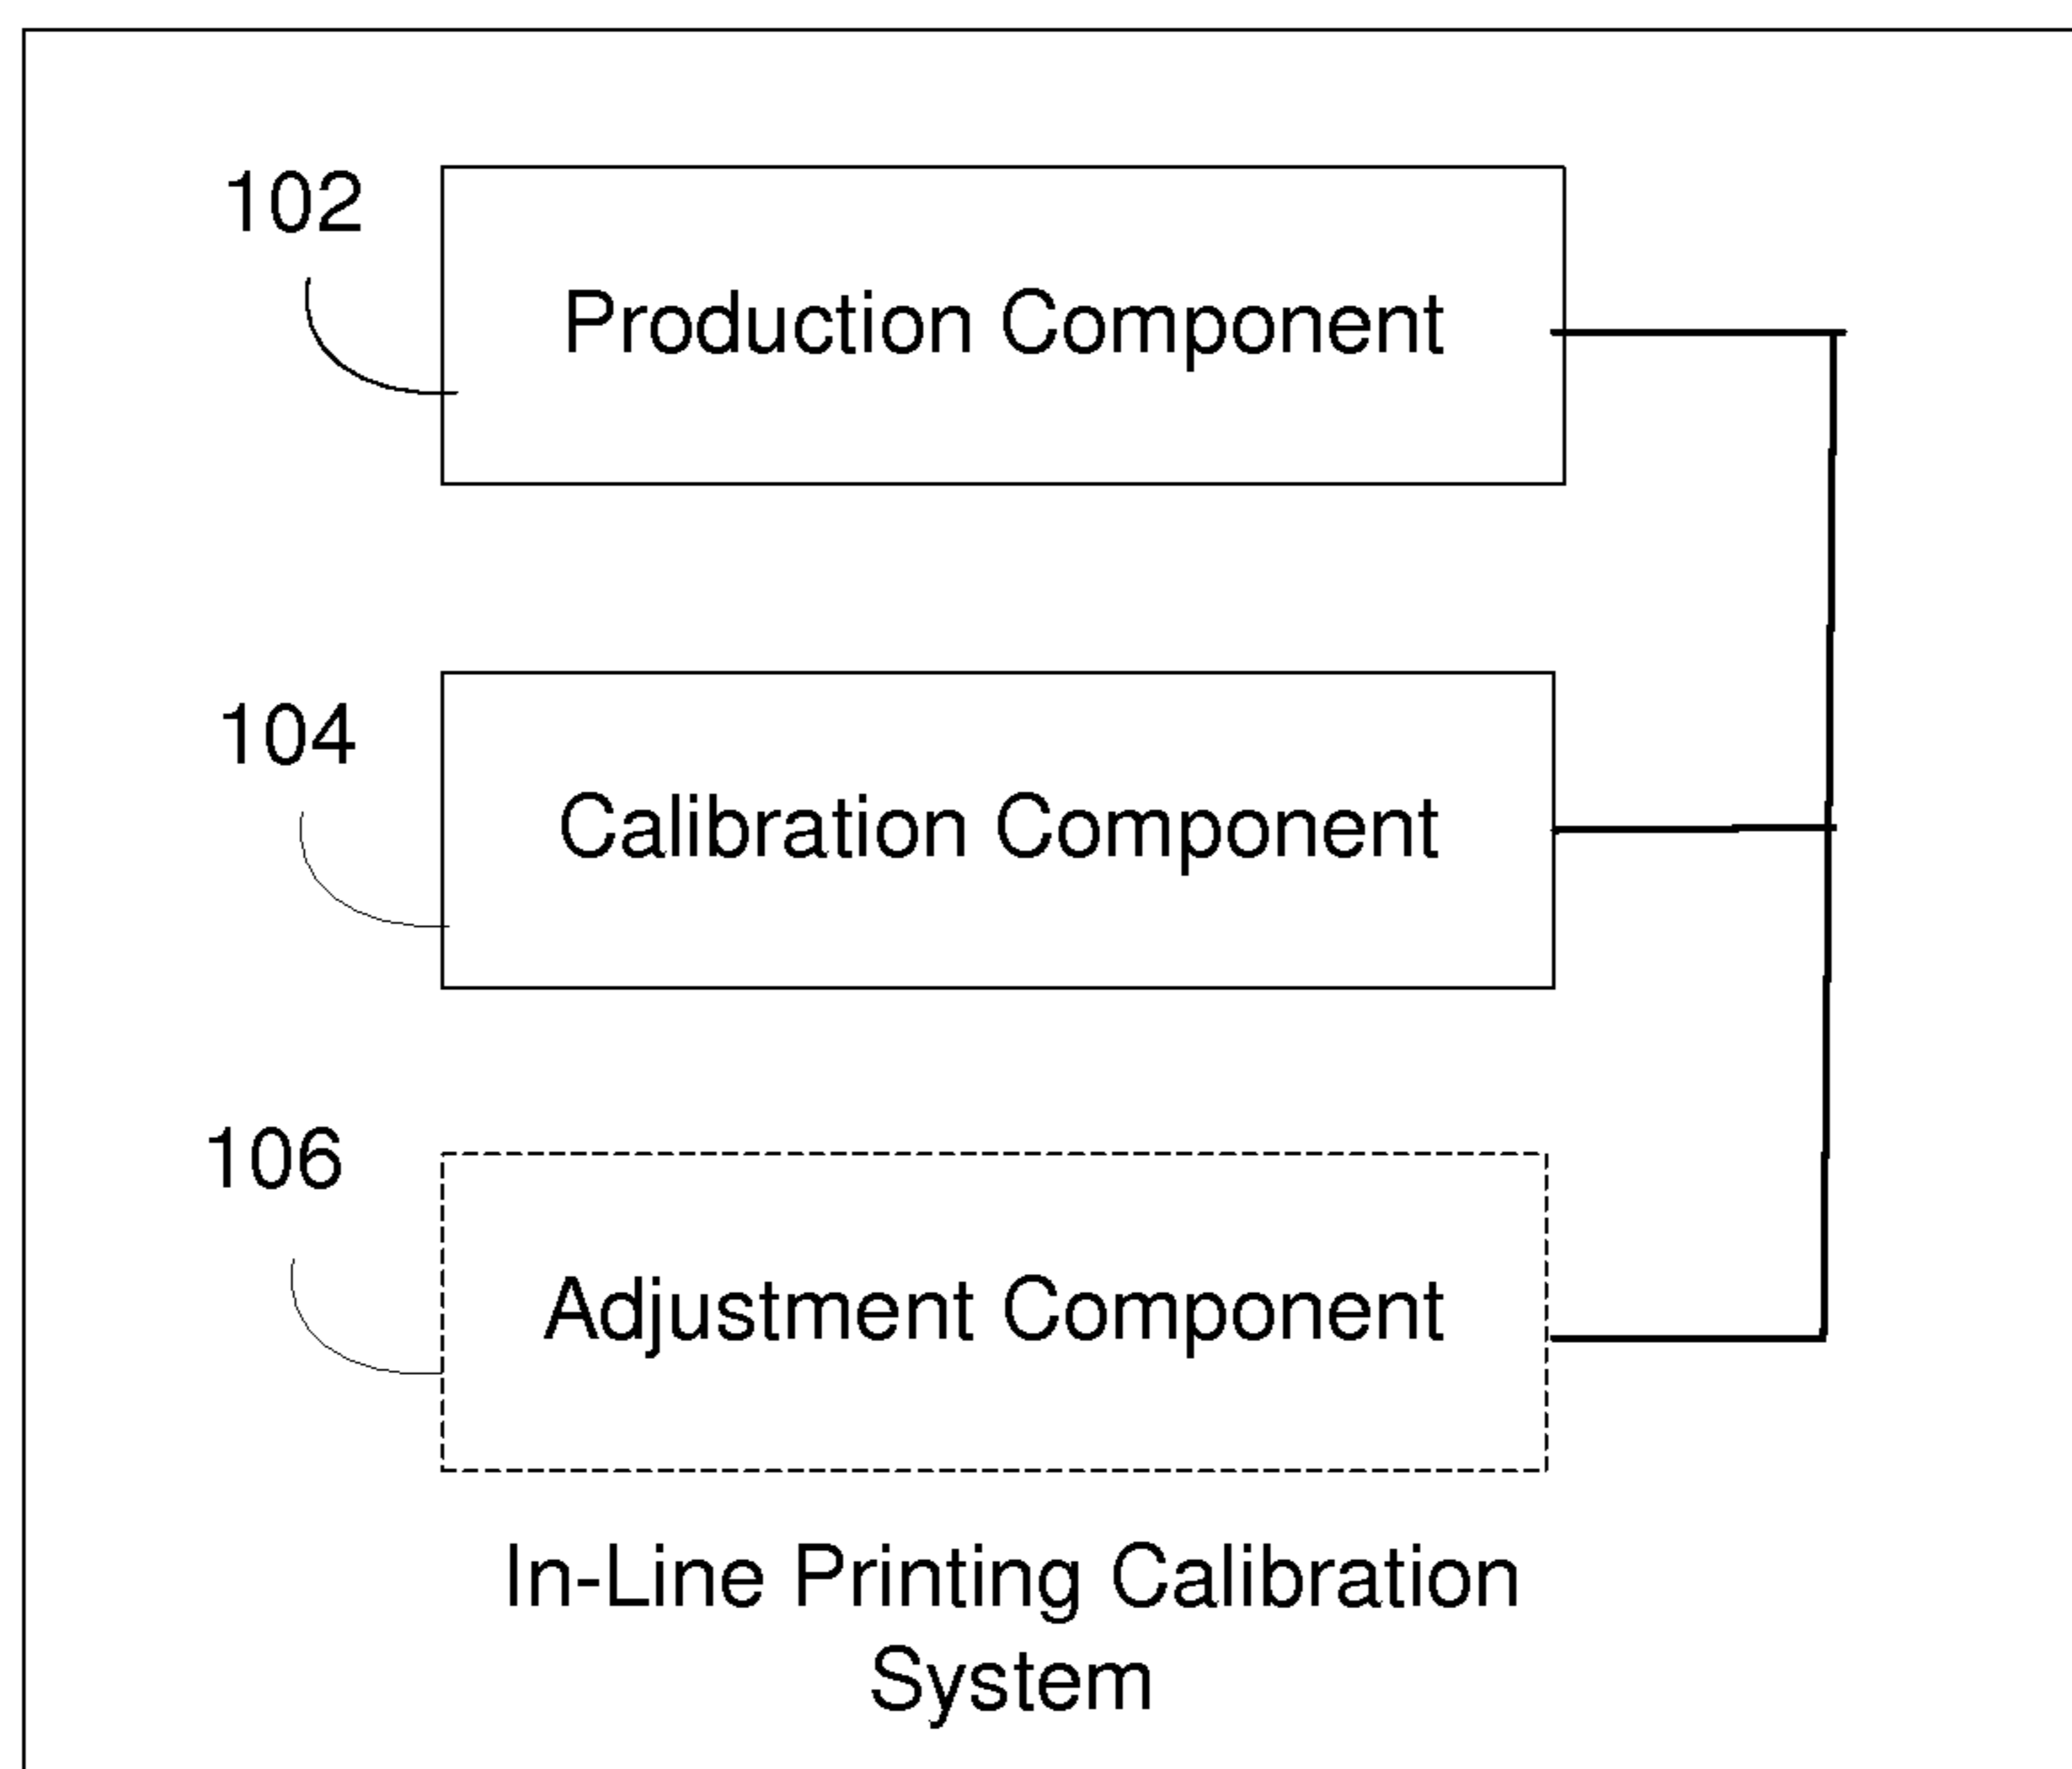 102
Production Component
104
Calibration Component
106
Adjustment Component
In-Line Printing Calibration
System